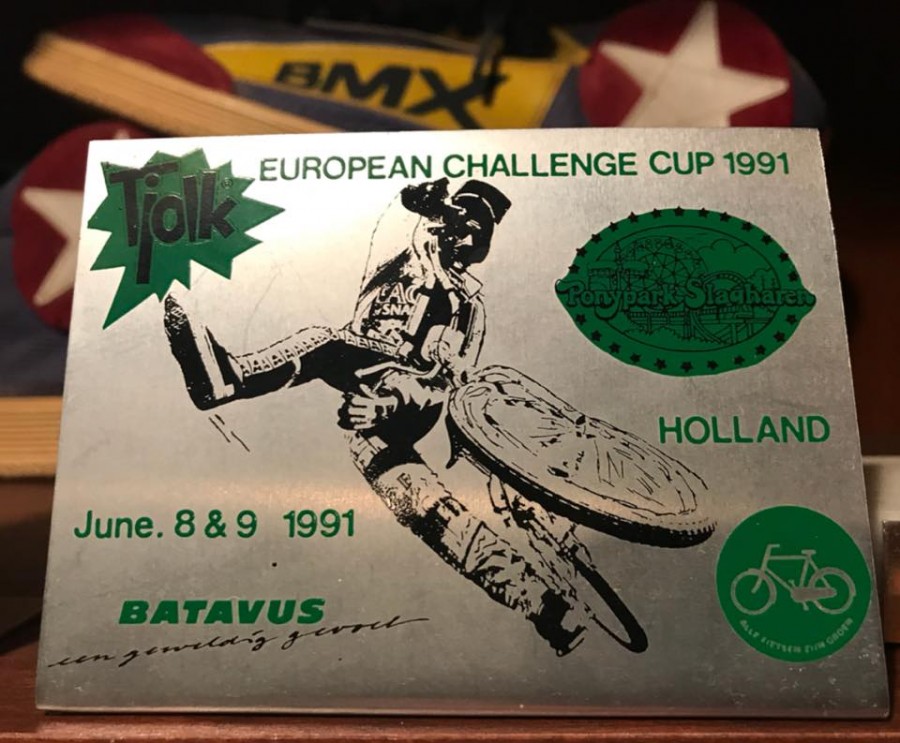 BMX
Tjolk
EUROPEAN CHALLENGE CUP 1991
Ponypark Slagharen
HOLLAND
June. 8 & 9 1991
BATAVUS
een geweldig gevoel
ALLE FIETSEN ZIJN GROEN